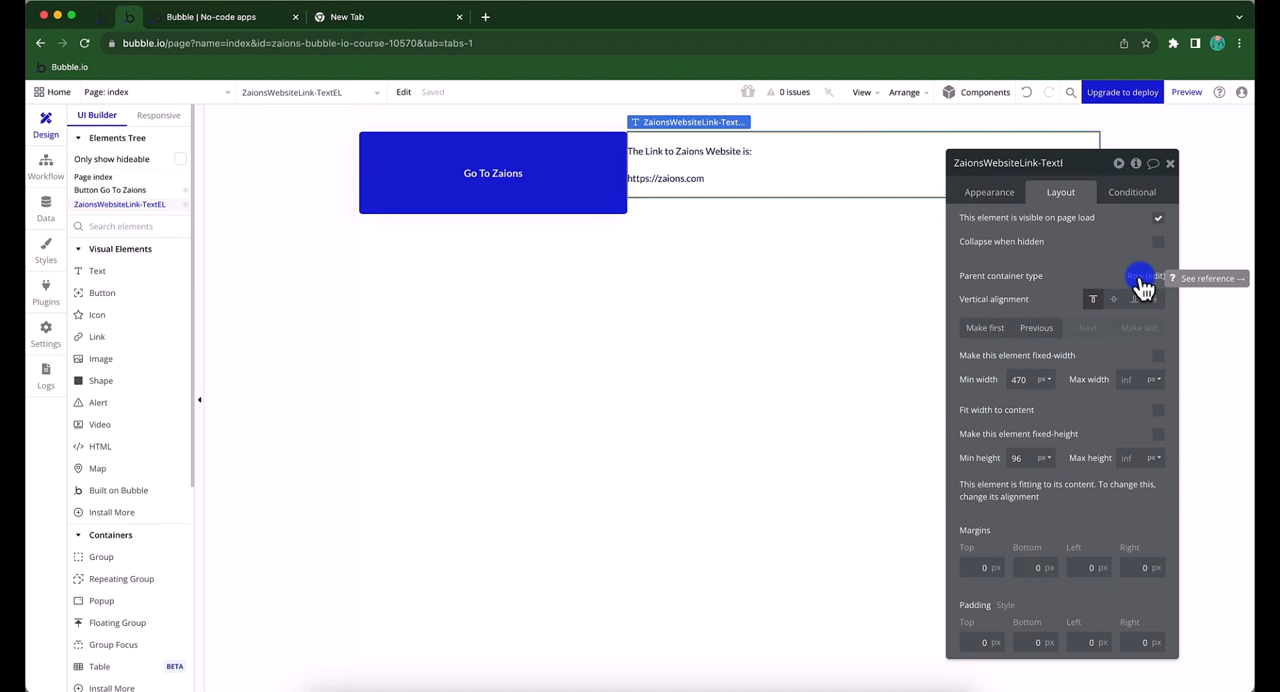 Bubble | No-code apps
New Tab
bubble.io/page?name=index&id=zaions-bubble-io-course-10570&tab=tabs-1
Bubble.io
Home
Page: index
ZaionsWebsiteLink-TextEL
Edit
Saved
0 issues
View
Arrange
Components
Upgrade to deploy
Preview
Design
Workflow
Data
Styles
Plugins
Settings
Logs
UI Builder
Responsive
Elements Tree
Only show hideable
Page index
Button Go To Zaions
ZaionsWebsiteLink-TextEL
Search elements
Visual Elements
Text
Button
Icon
Link
Image
Shape
Alert
Video
HTML
Map
Built on Bubble
Install More
Containers
Group
Repeating Group
Popup
Floating Group
Group Focus
Table BETA
Install More
Go To Zaions
ZaionsWebsiteLink-Text...
The Link to Zaions Website is:
https://zaions.com
ZaionsWebsiteLink-TextI
Appearance
Layout
Conditional
This element is visible on page load
Collapse when hidden
Parent container type
Row (edit)
? See reference →
Vertical alignment
Make first
Previous
Next
Make last
Make this element fixed-width
Min width 470 px
Max width inf px
Fit width to content
Make this element fixed-height
Min height 96 px
Max height inf px
This element is fitting to its content. To change this,
change its alignment
Margins
Top Bottom Left Right
0 px 0 px 0 px 0 px
Padding Style
Top Bottom Left Right
0 px 0 px 0 px 0 px